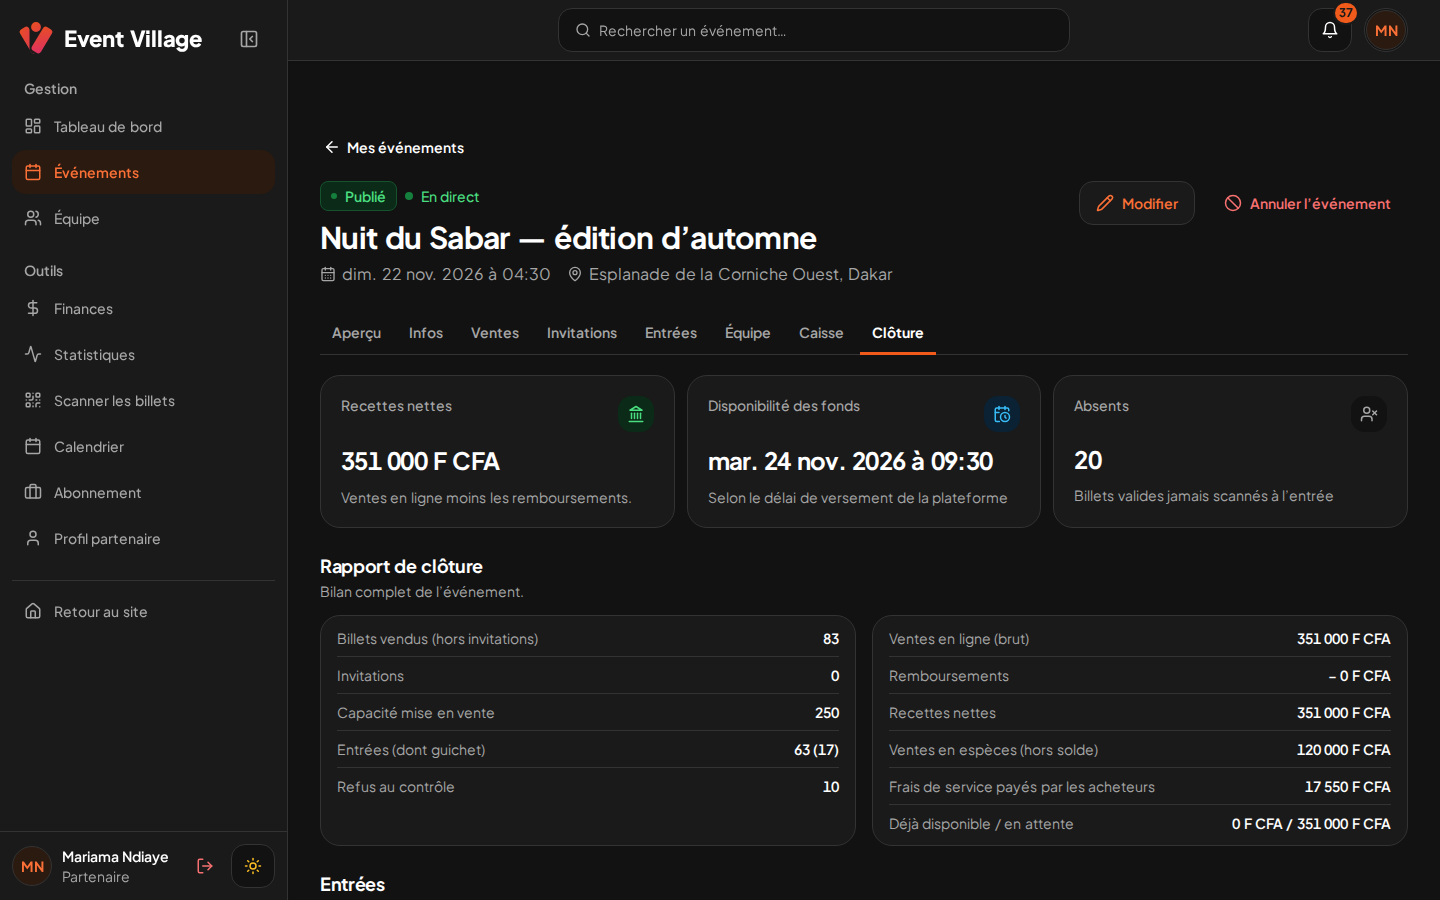 Event Village
Rechercher un événement…
37
MN
Gestion
Tableau de bord
Événements
Équipe
Outils
Finances
Statistiques
Scanner les billets
Calendrier
Abonnement
Profil partenaire
Retour au site
MN
Mariama Ndiaye
Partenaire
Mes événements
Publié
En direct
Modifier
Annuler l’événement
Nuit du Sabar — édition d’automne
dim. 22 nov. 2026 à 04:30
Esplanade de la Corniche Ouest, Dakar
Aperçu
Infos
Ventes
Invitations
Entrées
Équipe
Caisse
Clôture
Recettes nettes
351 000 F CFA
Ventes en ligne moins les remboursements.
Disponibilité des fonds
mar. 24 nov. 2026 à 09:30
Selon le délai de versement de la plateforme
Absents
20
Billets valides jamais scannés à l’entrée
Rapport de clôture
Bilan complet de l’événement.
Billets vendus (hors invitations) 83
Invitations 0
Capacité mise en vente 250
Entrées (dont guichet) 63 (17)
Refus au contrôle 10
Ventes en ligne (brut) 351 000 F CFA
Remboursements – 0 F CFA
Recettes nettes 351 000 F CFA
Ventes en espèces (hors solde) 120 000 F CFA
Frais de service payés par les acheteurs 17 550 F CFA
Déjà disponible / en attente 0 F CFA / 351 000 F CFA
Entrées